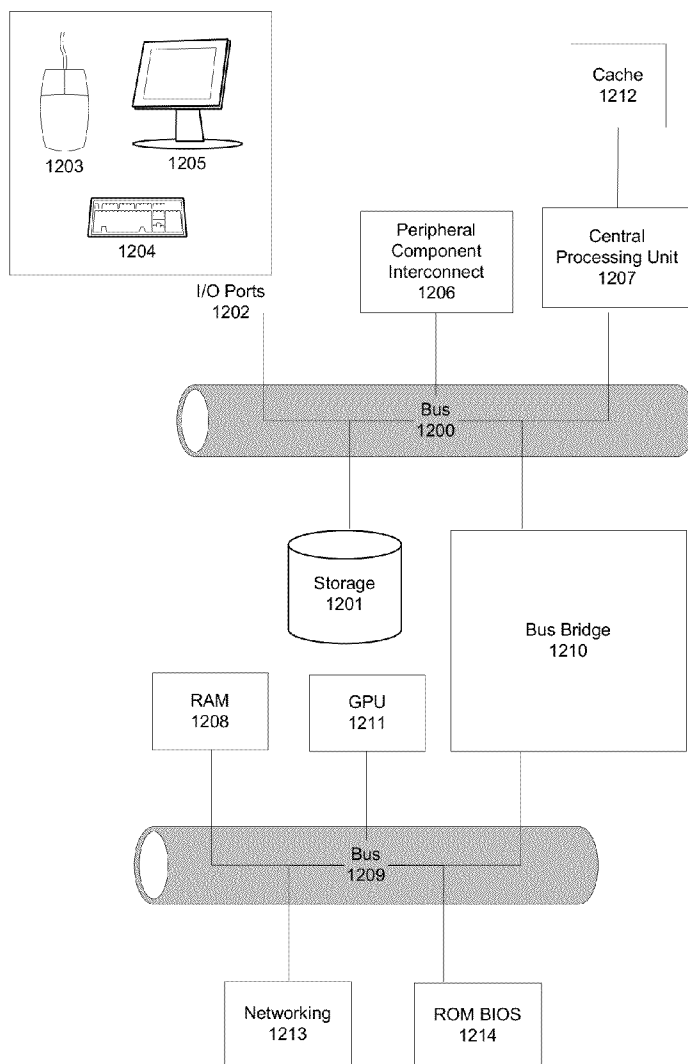 1203
1205
1204
I/O Ports
1202
Peripheral
Component
Interconnect
1206
Cache
1212
Central
Processing Unit
1207
Bus
1200
Storage
1201
Bus Bridge
1210
RAM
1208
GPU
1211
Bus
1209
Networking
1213
ROM BIOS
1214